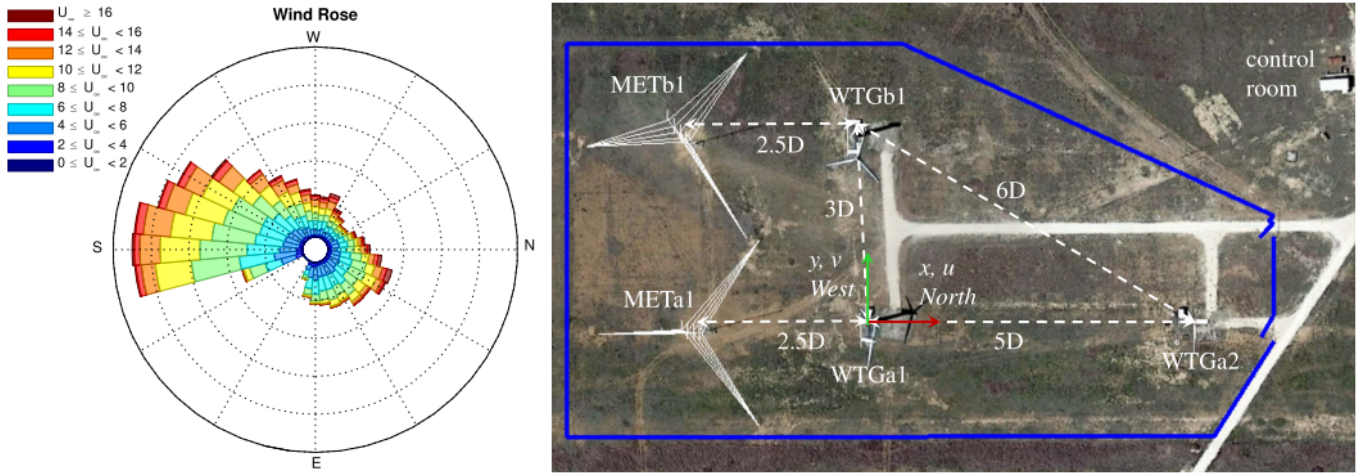 U∞ ≥ 16
14 ≤ U∞ < 16
12 ≤ U∞ < 14
10 ≤ U∞ < 12
8 ≤ U∞ < 10
6 ≤ U∞ < 8
4 ≤ U∞ < 6
2 ≤ U∞ < 4
0 ≤ U∞ < 2
Wind Rose
W
S
N
E
METb1
WTGb1
control
room
2.5D
6D
3D
y, v
West
x, u
North
METa1
2.5D
5D
WTGa1
WTGa2